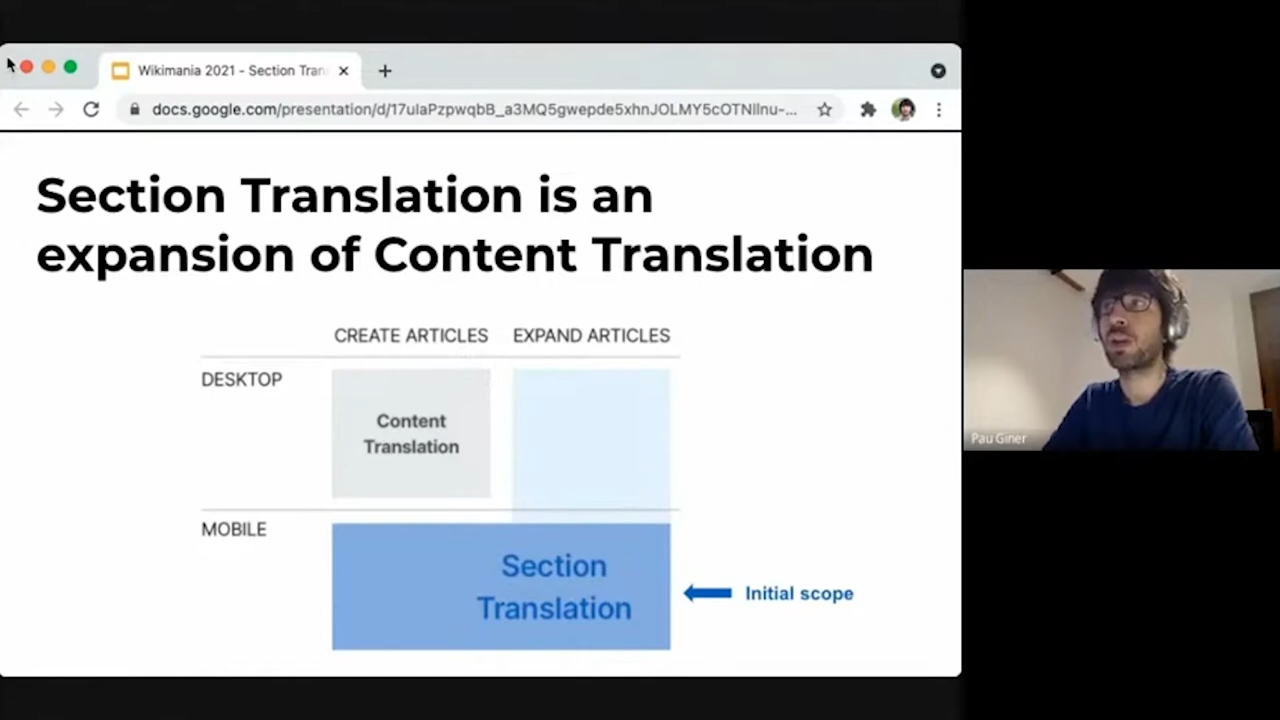 Wikimania 2021 - Section Tran
docs.google.com/presentation/d/17ulaPzpwqbB_a3MQ5gwepde5xhnJOLMY5cOTNIlnu-...
Section Translation is an
expansion of Content Translation
CREATE ARTICLES EXPAND ARTICLES
DESKTOP
Content
Translation
MOBILE
Section
Translation
Initial scope
Pau Giner